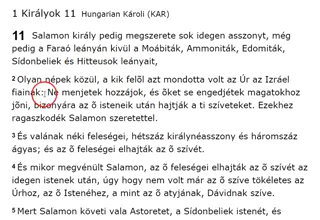 1 Királyok 11 Hungarian Károli (KAR)
11 Salamon király pedig megszerete sok idegen asszonyt, még
pedig a Faraó leányán kivül a Moábiták, Ammoniták, Edomiták,
Sídonbeliek és Hitteusok leányait,
2 Olyan népek közül, a kik felől azt mondotta volt az Úr az Izráel
fiainak:; Ne menjetek hozzájok, és õket se engedjétek magatokhoz
jõni, bizonyára az õ isteneik után hajtják a ti szíveteket. Ezekhez
ragaszkodék Salamon szeretettel.
3 És valának néki feleségei, hétszáz királynéasszony és háromszáz
ágyas; és az õ feleségei elhajták az õ szívét.
4 És mikor megvénült Salamon, az õ feleségei elhajták az õ szívét az
idegen istenek után, úgy hogy nem volt már az õ szíve tökéletes az
Úrhoz, az õ Istenéhez, a mint az õ atyjának, Dávidnak szíve.
5 Mert Salamon követi vala Astoretet, a Sídonbeliek istenét, és